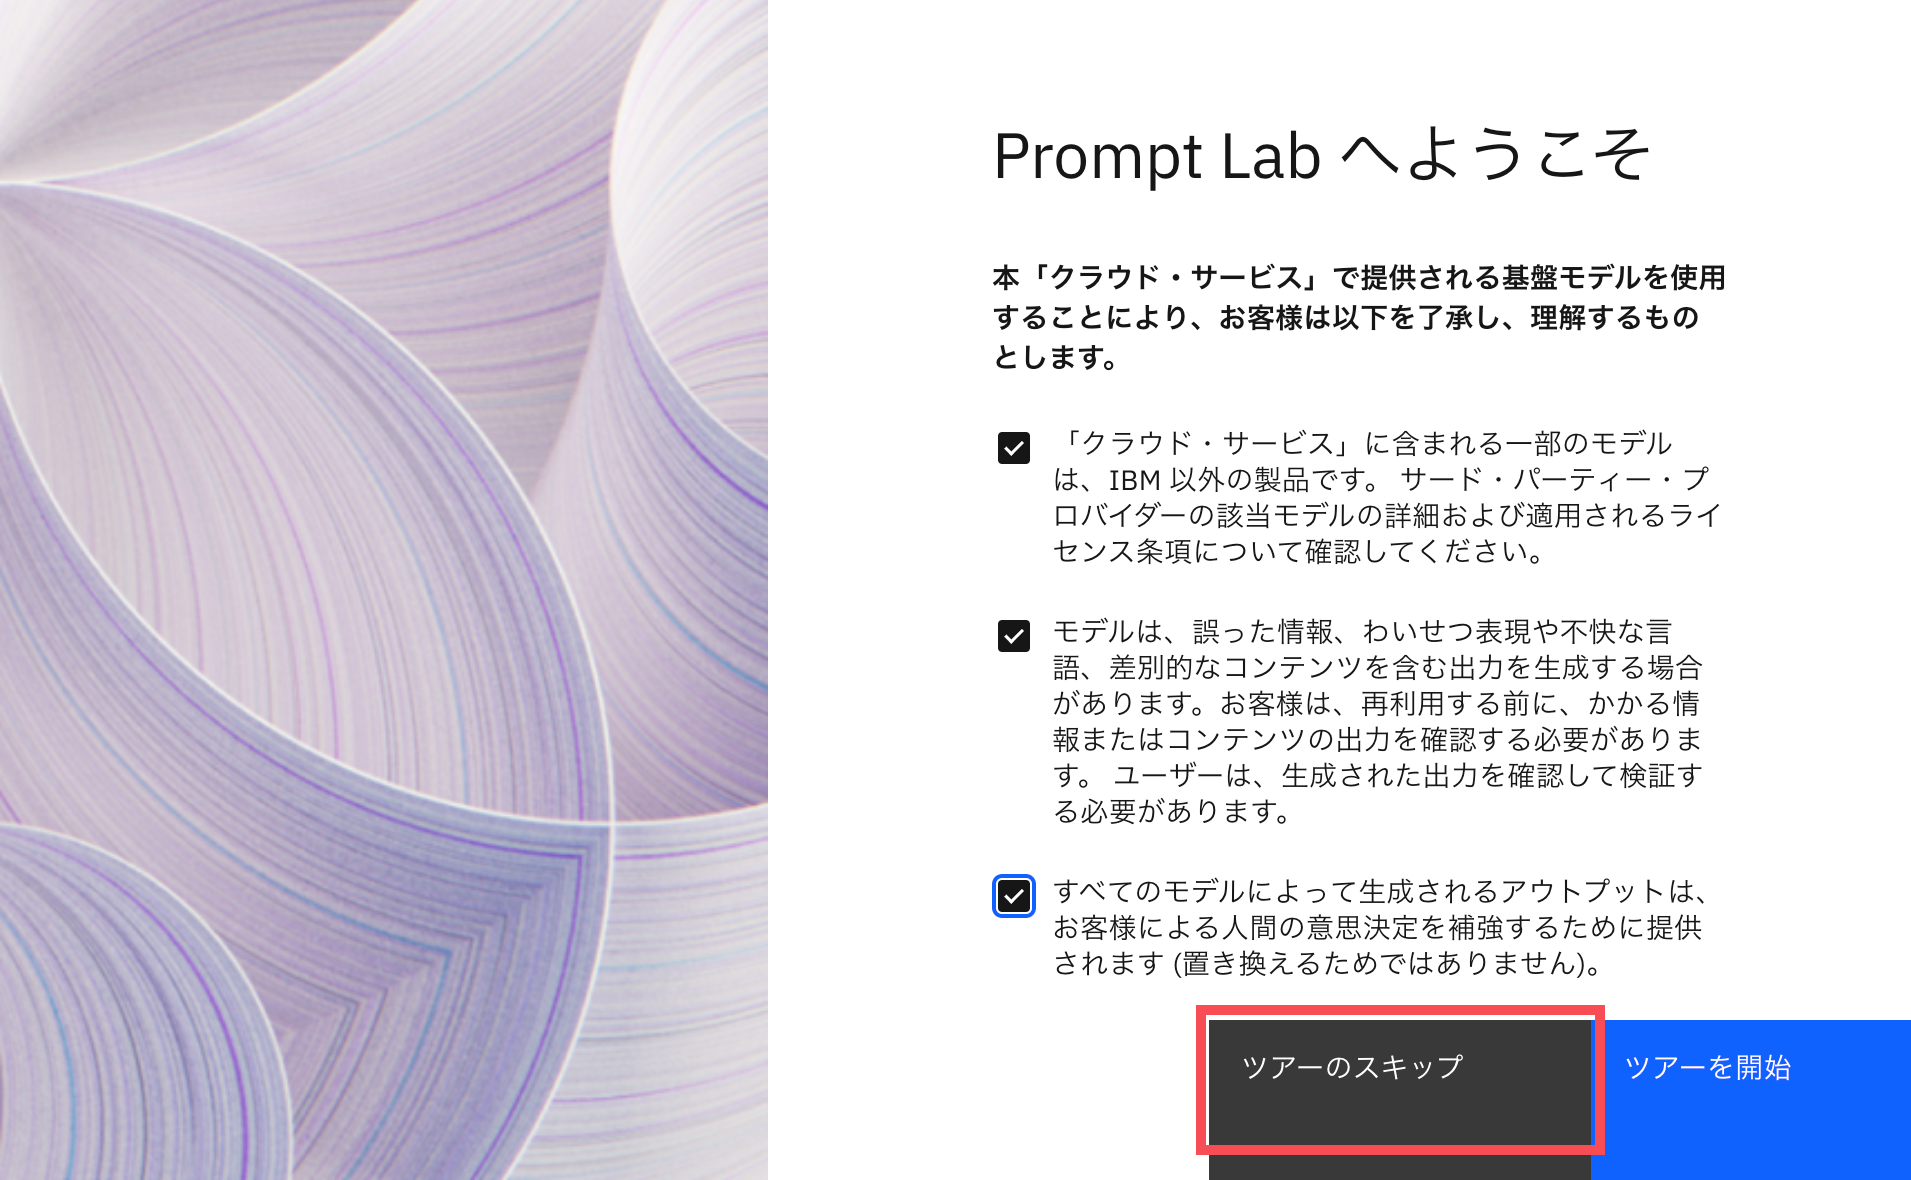 Prompt Lab へようこそ
本「クラウド・サービス」で提供される基盤モデルを使用
することにより、お客様は以下を了承し、理解するもの
とします。
「クラウド・サービス」に含まれる一部のモデル
は、IBM 以外の製品です。 サード・パーティー・プ
ロバイダーの該当モデルの詳細および適用されるライ
センス条項について確認してください。
モデルは、誤った情報、わいせつ表現や不快な言
語、差別的なコンテンツを含む出力を生成する場合
があります。お客様は、再利用する前に、かかる情
報またはコンテンツの出力を確認する必要がありま
す。 ユーザーは、生成された出力を確認して検証す
る必要があります。
すべてのモデルによって生成されるアウトプットは、
お客様による人間の意思決定を補強するために提供
されます (置き換えるためではありません)。
ツアーのスキップ
ツアーを開始